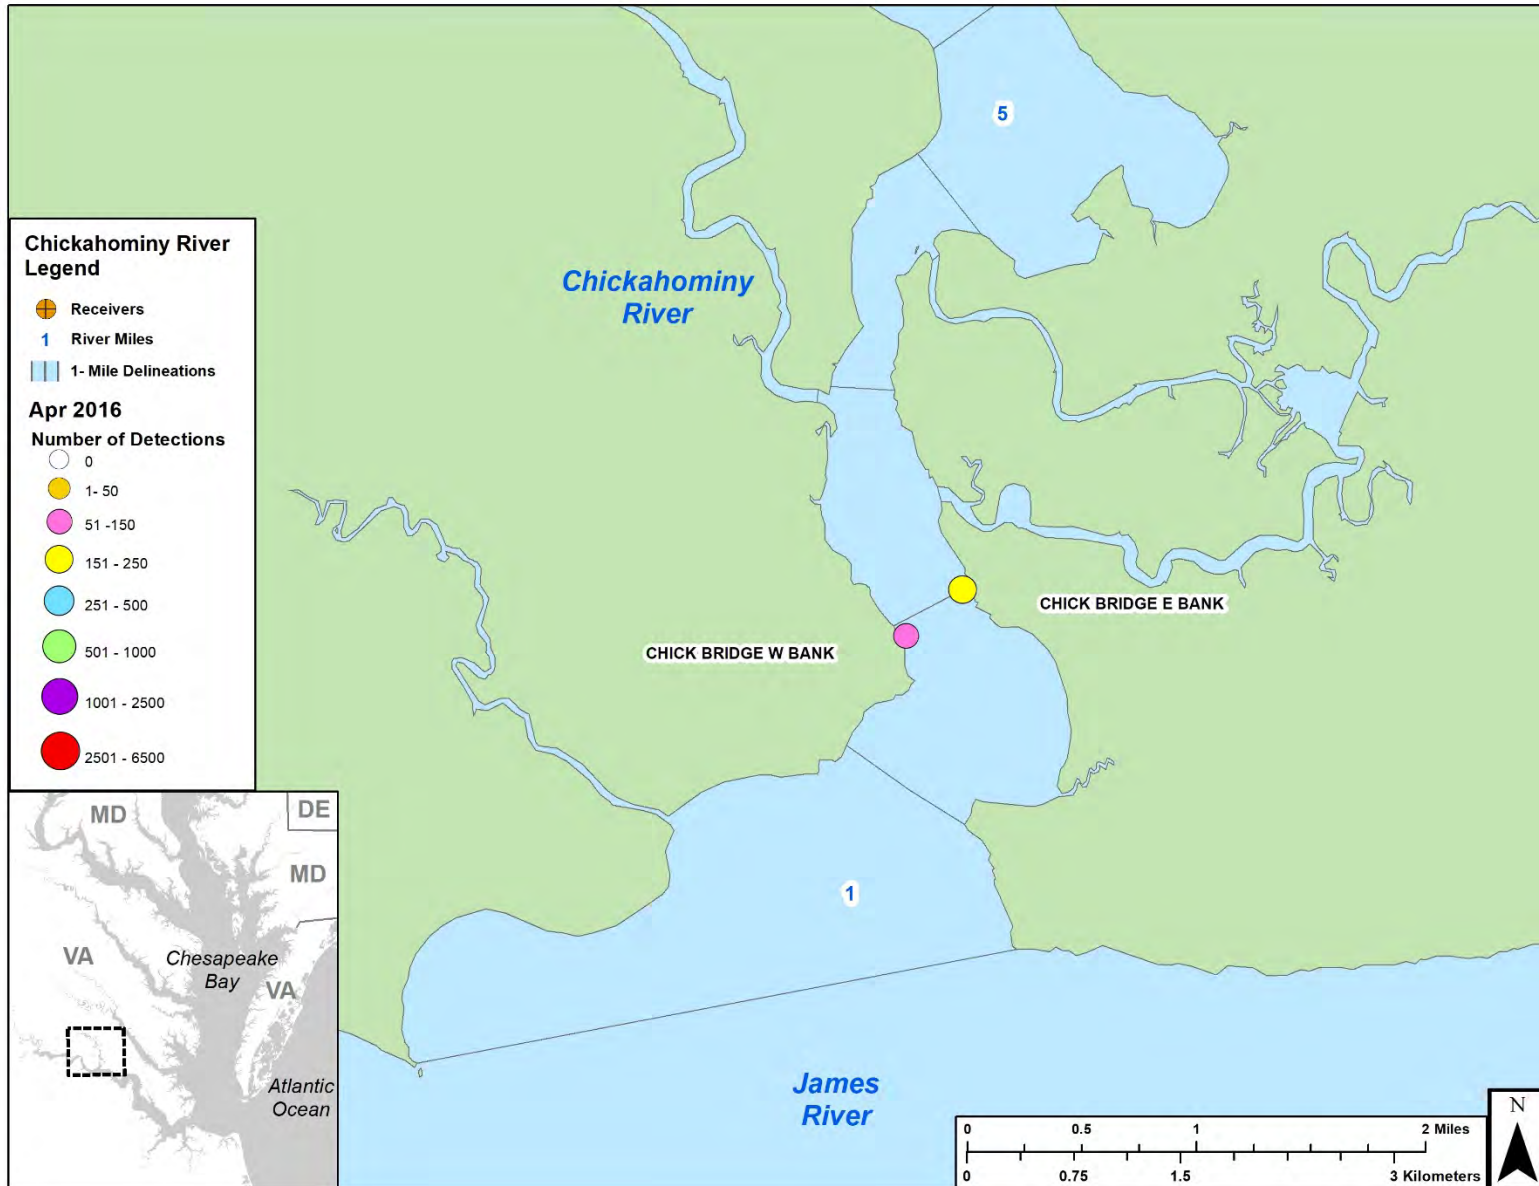 5
Chickahominy
River
Chickahominy River
Legend
Receivers
1 River Miles
1- Mile Delineations
Apr 2016
Number of Detections
0
1- 50
51 -150
151 - 250
251 - 500
501 - 1000
1001 - 2500
2501 - 6500
CHICK BRIDGE E BANK
CHICK BRIDGE W BANK
1
James
River
MD
DE
MD
VA
Chesapeake
Bay
VA
Atlantic
Ocean
0 0.5 1 2 Miles
0 0.75 1.5 3 Kilometers
N